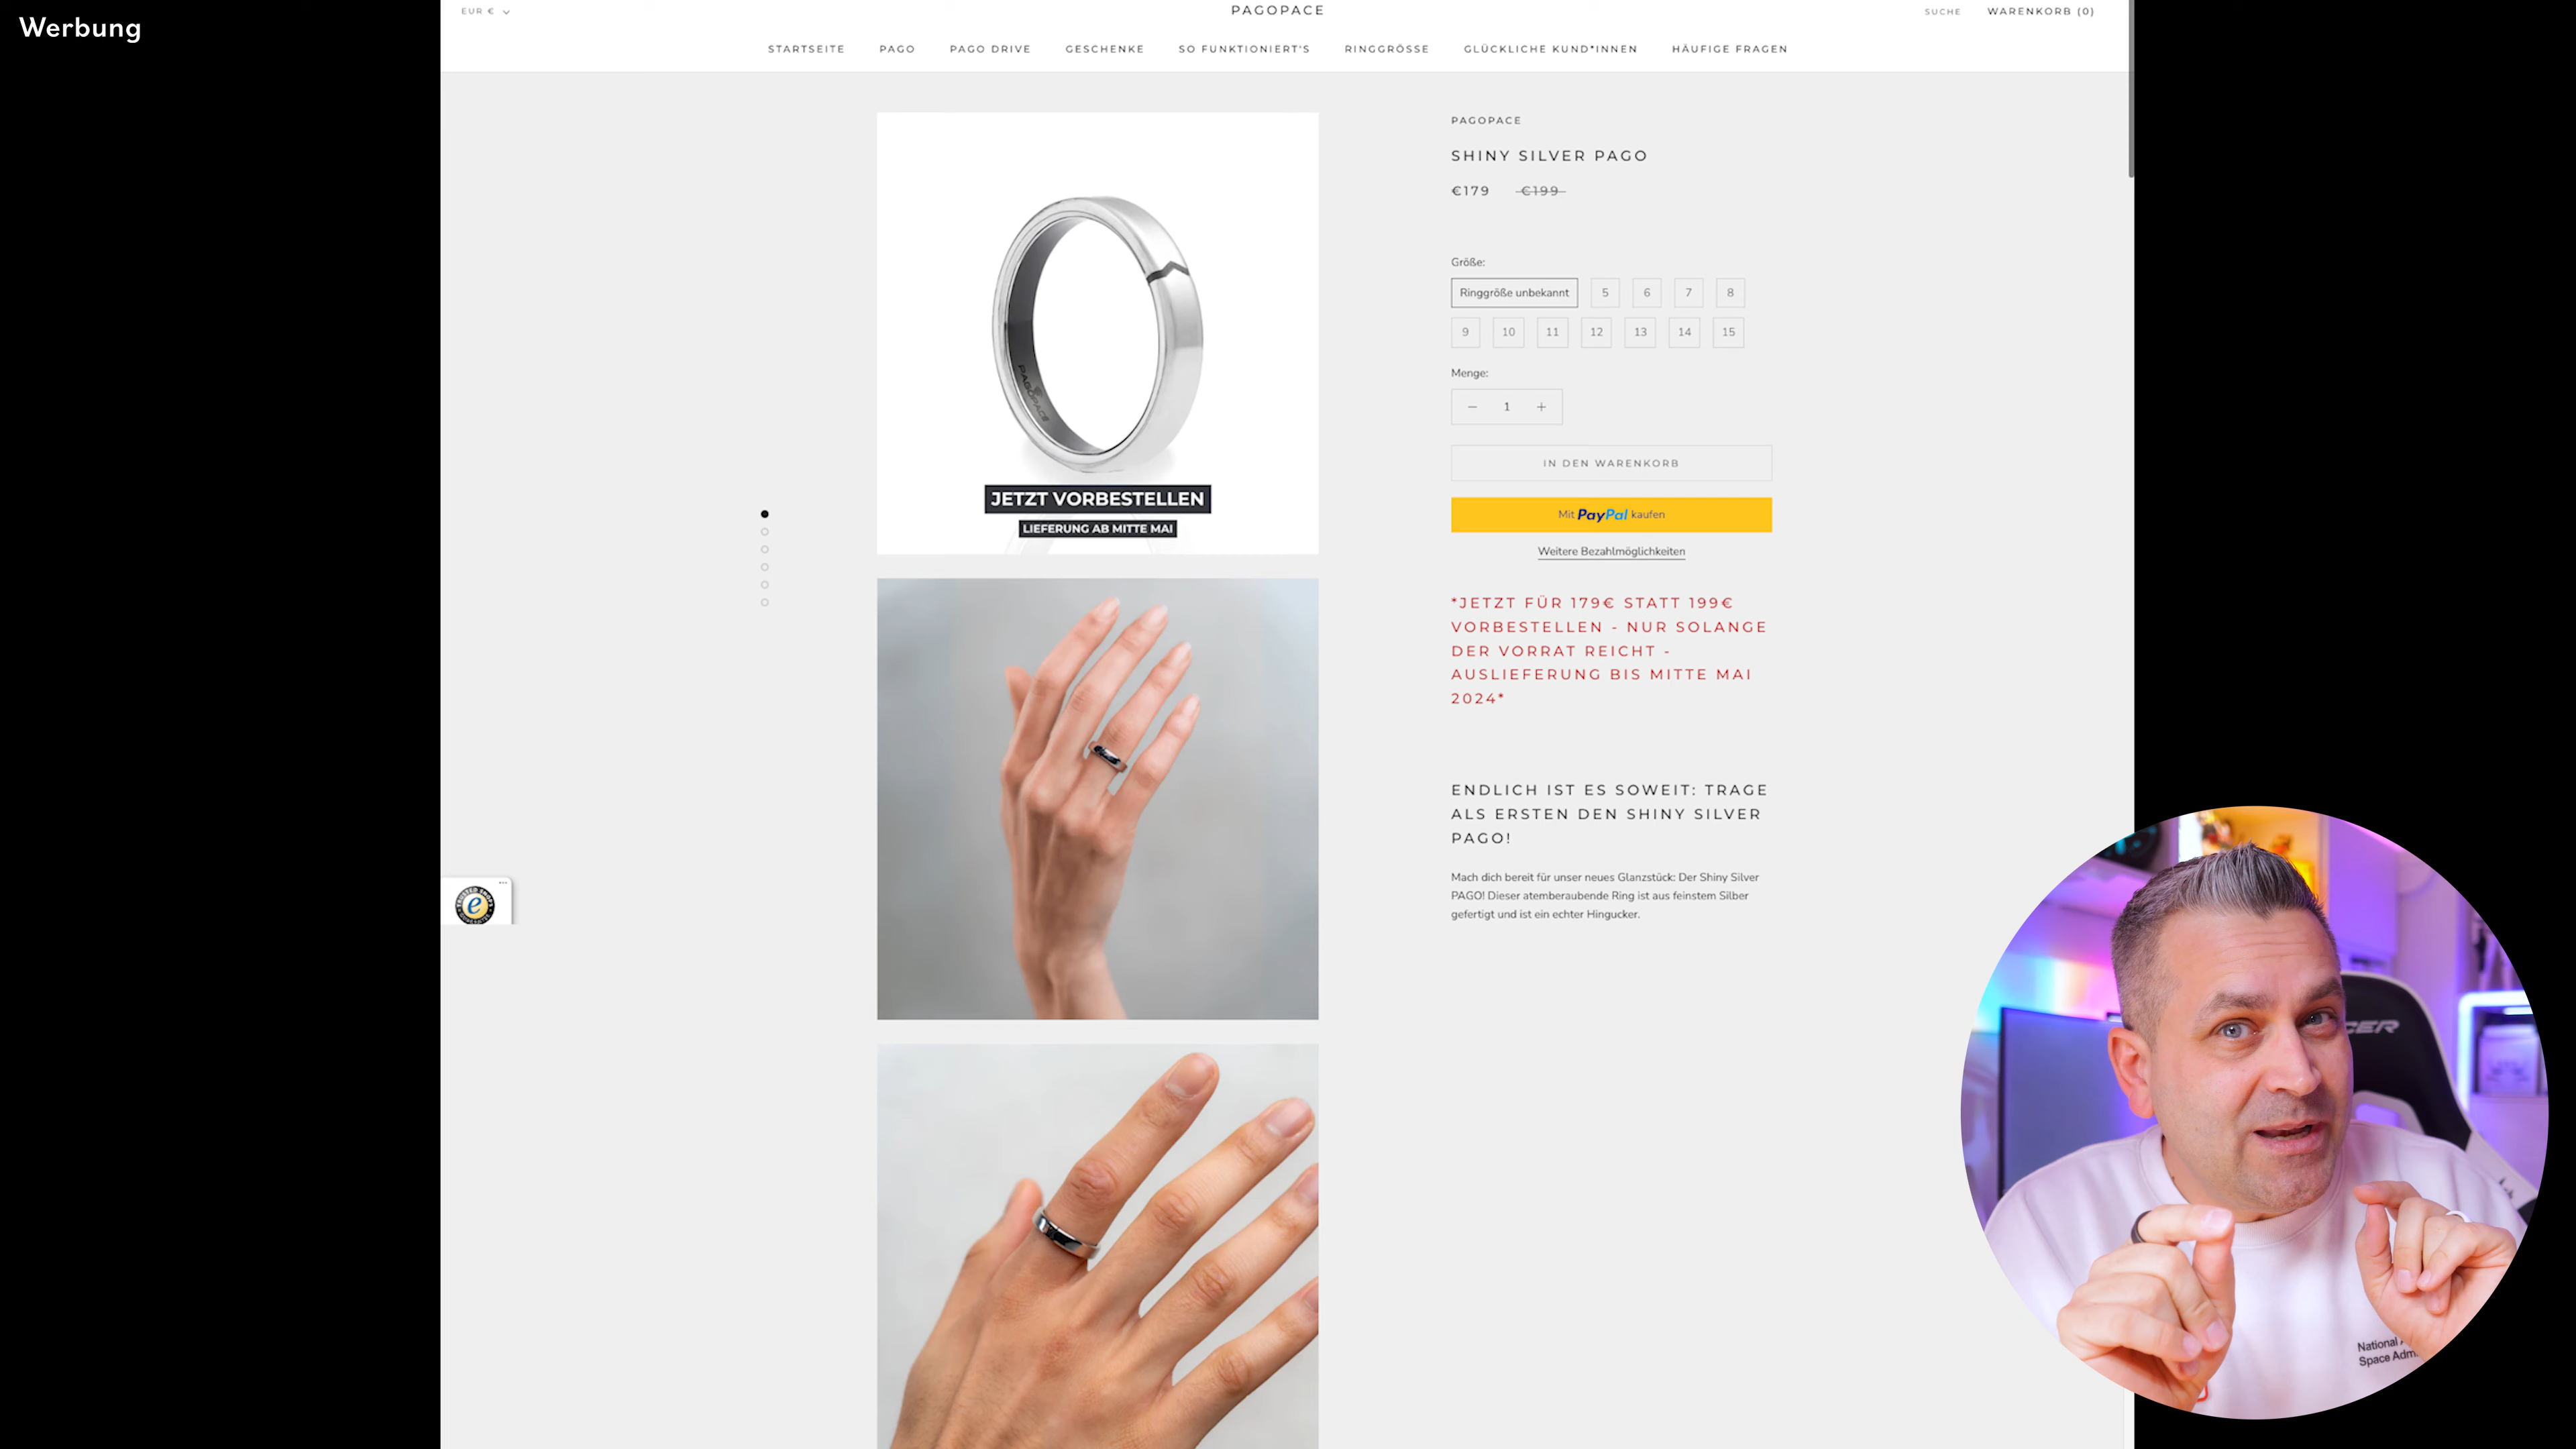 Werbung
EUR €
PAGOPACE
SUCHE
WARENKORB (0)
STARTSEITE
PAGO
PAGO DRIVE
GESCHENKE
SO FUNKTIONIERT'S
RINGGRÖSSE
GLÜCKLICHE KUND*INNEN
HÄUFIGE FRAGEN
PAGOPACE
JETZT VORBESTELLEN
LIEFERUNG AB MITTE MAI
PAGOPACE
SHINY SILVER PAGO
€179 €199
Größe:
Ringgröße unbekannt 5 6 7 8
9 10 11 12 13 14 15
Menge:
− 1 +
IN DEN WARENKORB
Mit PayPal kaufen
Weitere Bezahlmöglichkeiten
*JETZT FÜR 179€ STATT 199€
VORBESTELLEN - NUR SOLANGE
DER VORRAT REICHT -
AUSLIEFERUNG BIS MITTE MAI
2024*
ENDLICH IST ES SOWEIT: TRAGE
ALS ERSTEN DEN SHINY SILVER
PAGO!
Mach dich bereit für unser neues Glanzstück: Der Shiny Silver
PAGO! Dieser atemberaubende Ring ist aus feinstem Silber
gefertigt und ist ein echter Hingucker.
e
National
Space Adm